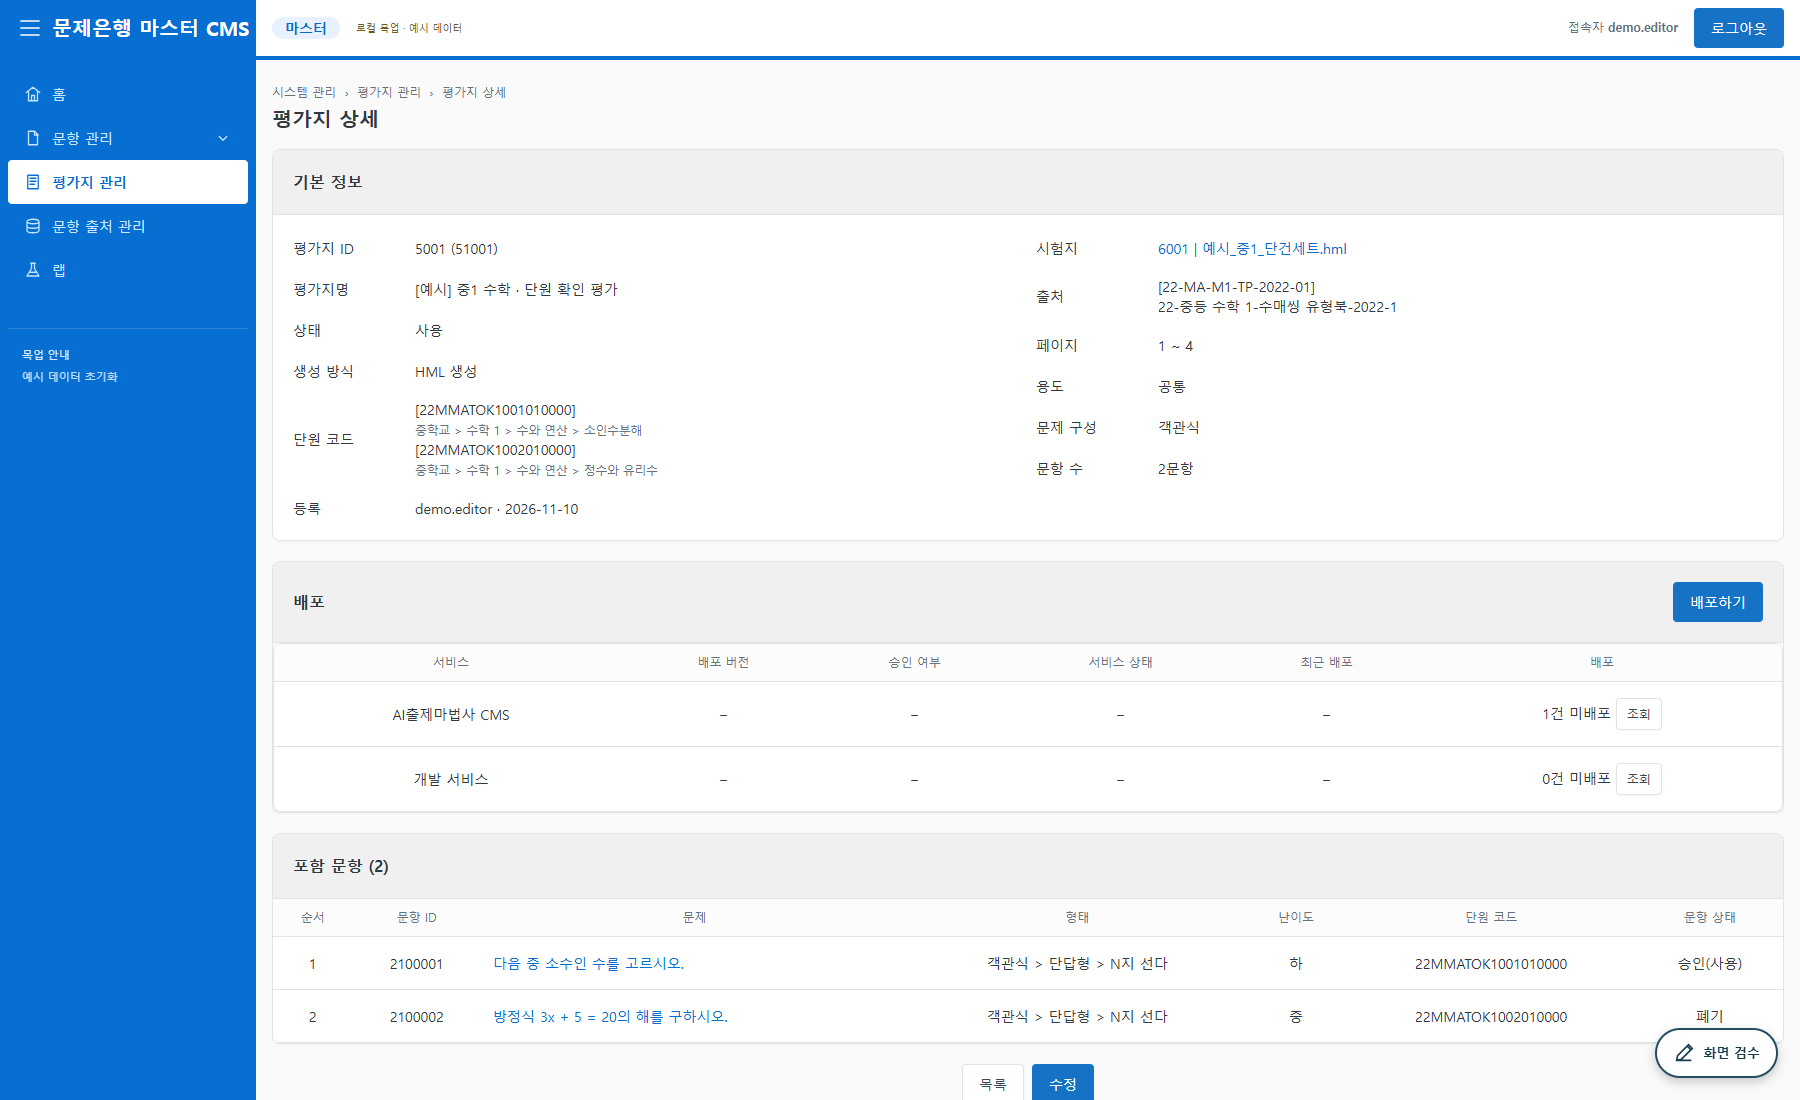 문제은행 마스터 CMS
마스터
로컬 목업 · 예시 데이터
접속자 demo.editor
로그아웃
홈
문항 관리
평가지 관리
문항 출처 관리
랩
목업 안내
예시 데이터 초기화
시스템 관리 › 평가지 관리 › 평가지 상세
평가지 상세
기본 정보
평가지 ID 5001 (51001)
평가지명 [예시] 중1 수학 · 단원 확인 평가
상태 사용
생성 방식 HML 생성
단원 코드
[22MMATOK1001010000]
중학교 > 수학 1 > 수와 연산 > 소인수분해
[22MMATOK1002010000]
중학교 > 수학 1 > 수와 연산 > 정수와 유리수
등록 demo.editor · 2026-11-10
시험지 6001 | 예시_중1_단건세트.hml
출처
[22-MA-M1-TP-2022-01]
22-중등 수학 1-수매씽 유형북-2022-1
페이지 1 ~ 4
용도 공통
문제 구성 객관식
문항 수 2문항
배포
배포하기
서비스 배포 버전 승인 여부 서비스 상태 최근 배포 배포
AI출제마법사 CMS – – – – 1건 미배포 조회
개발 서비스 – – – – 0건 미배포 조회
포함 문항 (2)
순서 문항 ID 문제 형태 난이도 단원 코드 문항 상태
1 2100001 다음 중 소수인 수를 고르시오. 객관식 > 단답형 > N지 선다 하 22MMATOK1001010000 승인(사용)
2 2100002 방정식 3x + 5 = 20의 해를 구하시오. 객관식 > 단답형 > N지 선다 중 22MMATOK1002010000 폐기
화면 검수
목록
수정